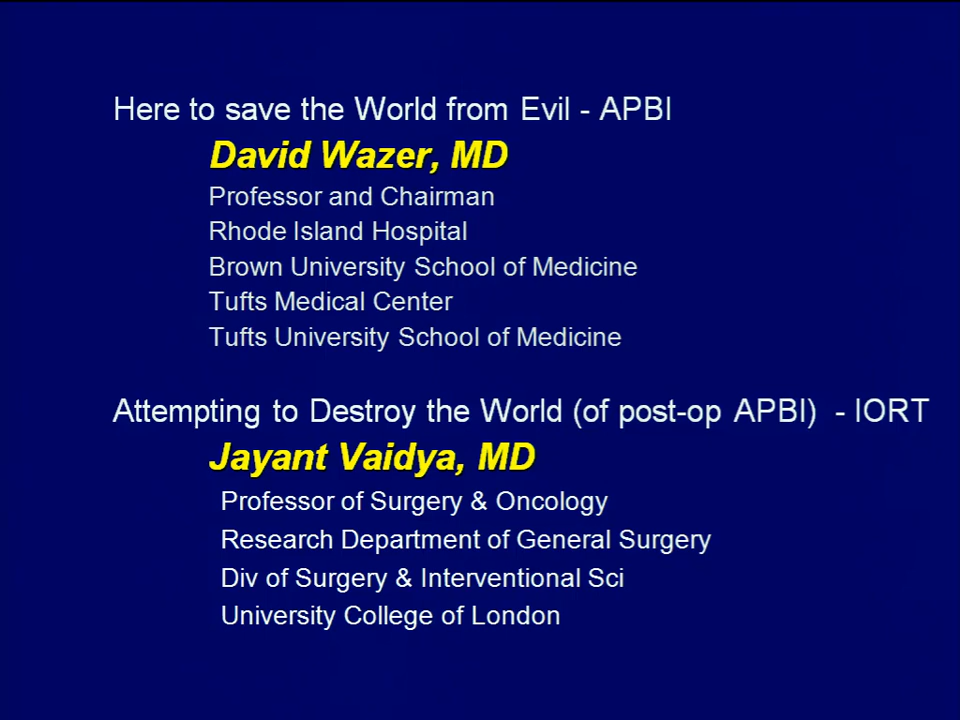 Here to save the World from Evil - APBI
David Wazer, MD
Professor and Chairman
Rhode Island Hospital
Brown University School of Medicine
Tufts Medical Center
Tufts University School of Medicine
Attempting to Destroy the World (of post-op APBI) - IORT
Jayant Vaidya, MD
Professor of Surgery & Oncology
Research Department of General Surgery
Div of Surgery & Interventional Sci
University College of London